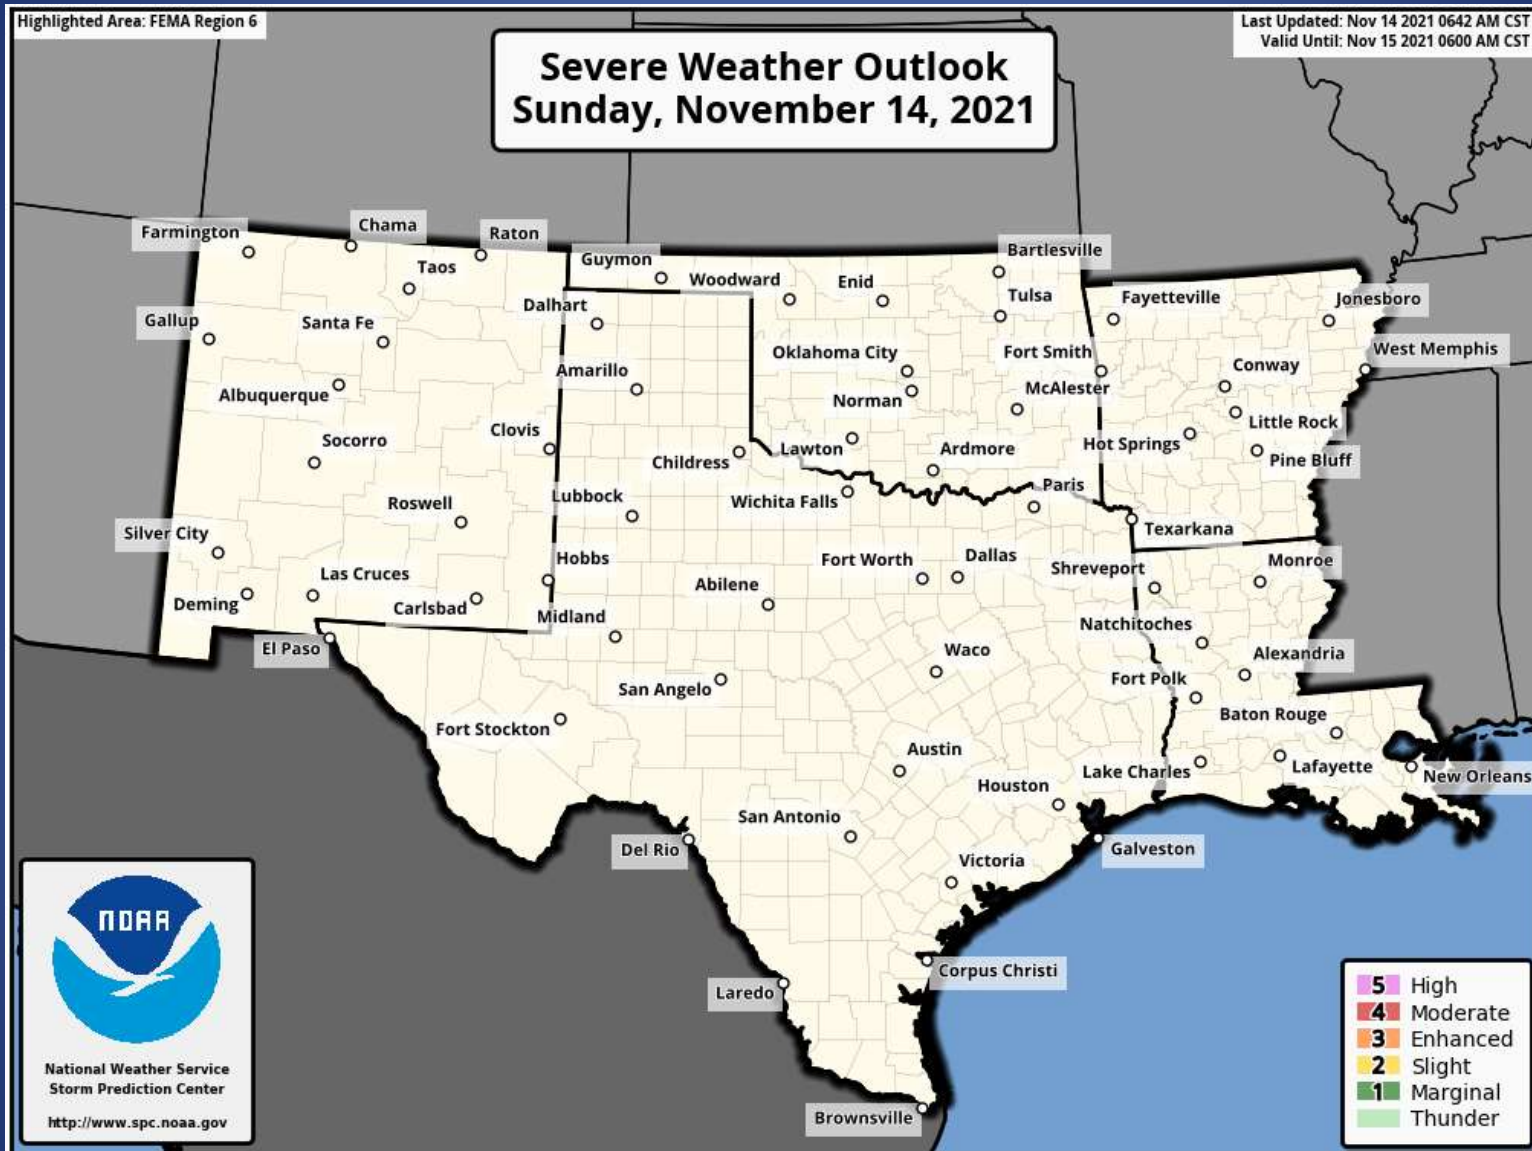 Highlighted Area: FEMA Region 6
Last Updated: Nov 14 2021 0642 AM CST
Valid Until: Nov 15 2021 0600 AM CST
Severe Weather Outlook
Sunday, November 14, 2021
Farmington
Chama
Raton
Taos
Guymon
Woodward
Enid
Bartlesville
Tulsa
Fayetteville
Jonesboro
Gallup
Santa Fe
Dalhart
Oklahoma City
Fort Smith
West Memphis
Albuquerque
Amarillo
Norman
McAlester
Conway
Little Rock
Socorro
Clovis
Childress
Lawton
Ardmore
Hot Springs
Pine Bluff
Roswell
Lubbock
Wichita Falls
Paris
Texarkana
Silver City
Las Cruces
Hobbs
Fort Worth
Dallas
Shreveport
Monroe
Deming
Carlsbad
Midland
Abilene
Natchitoches
El Paso
San Angelo
Waco
Fort Polk
Alexandria
Fort Stockton
Austin
Baton Rouge
Houston
Lake Charles
Lafayette
New Orleans
San Antonio
Del Rio
Victoria
Galveston
Laredo
Corpus Christi
Brownsville
NOAA
National Weather Service
Storm Prediction Center
http://www.spc.noaa.gov
5 High
4 Moderate
3 Enhanced
2 Slight
1 Marginal
Thunder